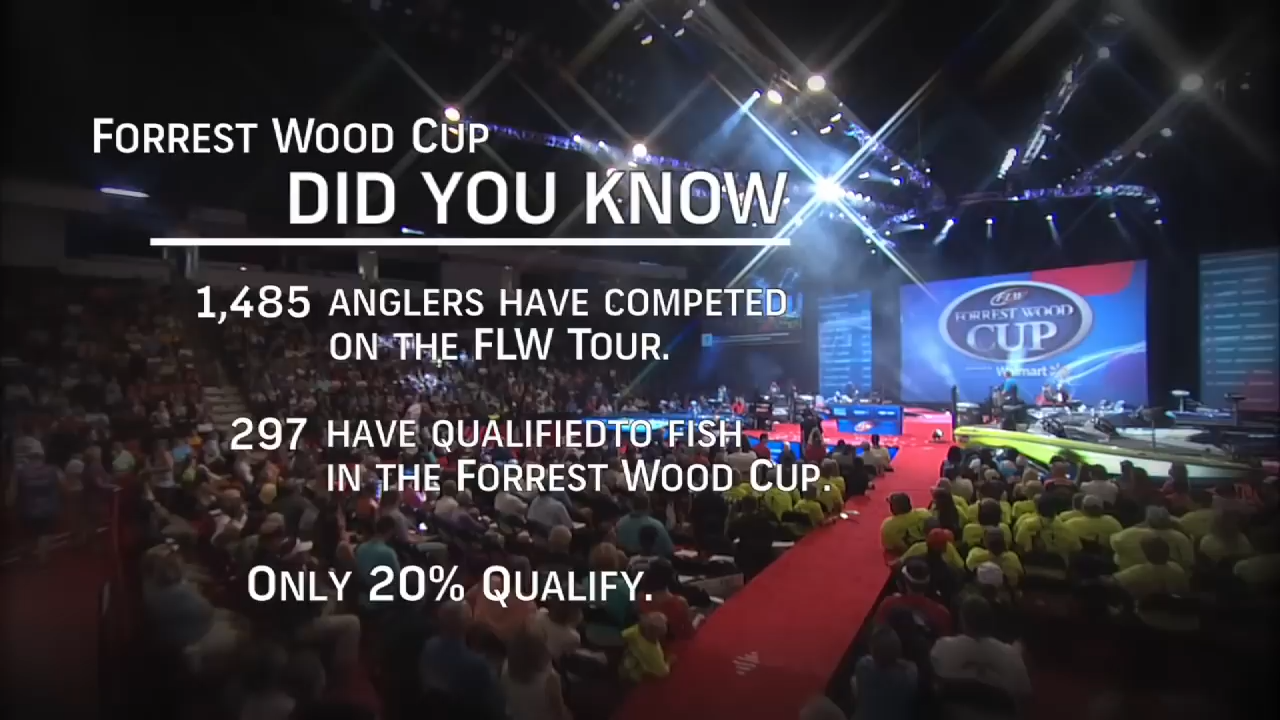 Forrest Wood Cup
DID YOU KNOW
1,485 ANGLERS HAVE COMPETED
ON THE FLW TOUR.
297 HAVE QUALIFIEDTO FISH
IN THE FORREST WOOD CUP.
ONLY 20% QUALIFY.
FLW
FORREST WOOD
CUP
Walmart